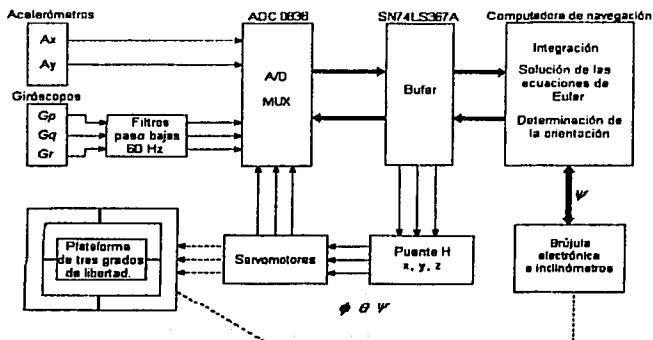 Acelerómetros
Ax
Ay
Giróscopos
Gp
Gq
Gr
Filtros
paso bajas
60 Hz
ADC 0838
A/D
MUX
SN74LS367A
Bufer
Computadora de navegación
Integración
Solución de las
ecuaciones de
Euler
Determinación de
la orientación
Ψ
Plataforma
de tres grados
de libertad.
Servomotores
Puente H
x, y, z
Brújula
electrónica
e inclinómetros
ϕ θ Ψ